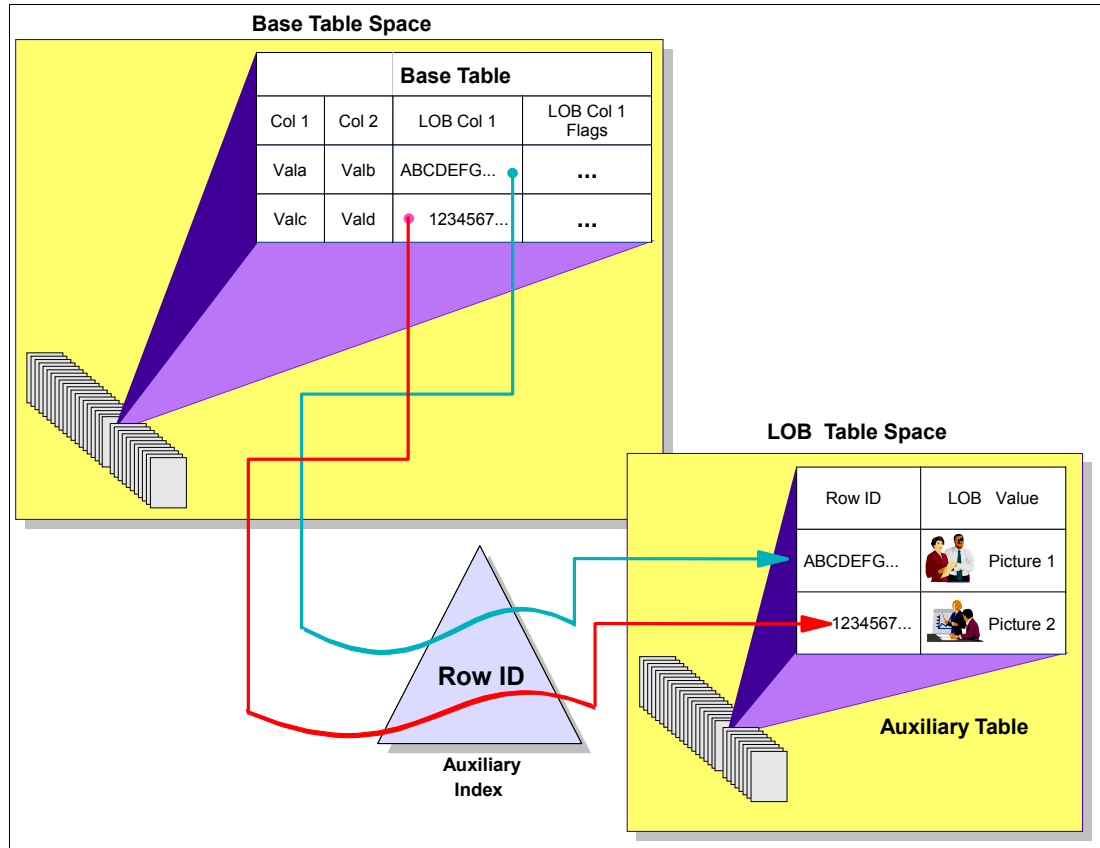 Base Table Space
Base Table
Col 1 Col 2 LOB Col 1 LOB Col 1
Flags
Vala Valb ABCDEFG... ...
Valc Vald 1234567... ...
LOB Table Space
Row ID LOB Value
ABCDEFG... Picture 1
1234567... Picture 2
Row ID
Auxiliary Table
Auxiliary
Index